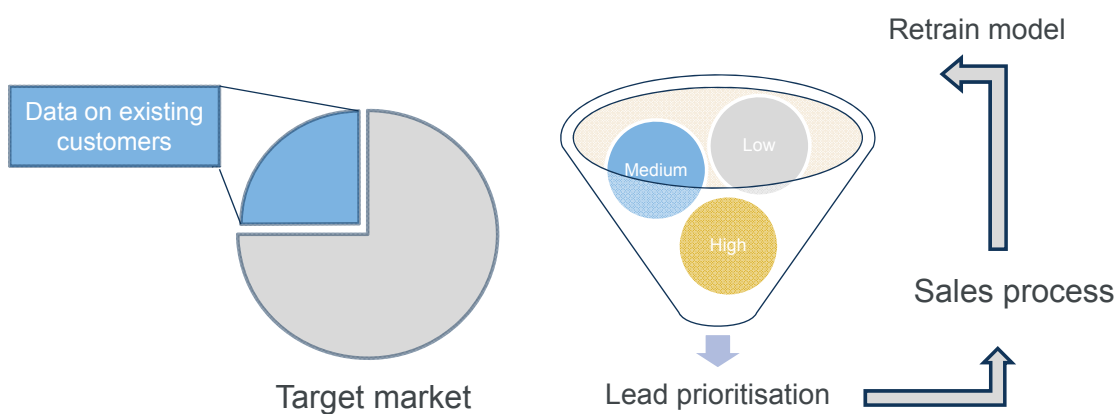 Retrain model
Data on existing
customers
Low
Medium
High
Sales process
Target market
Lead prioritisation